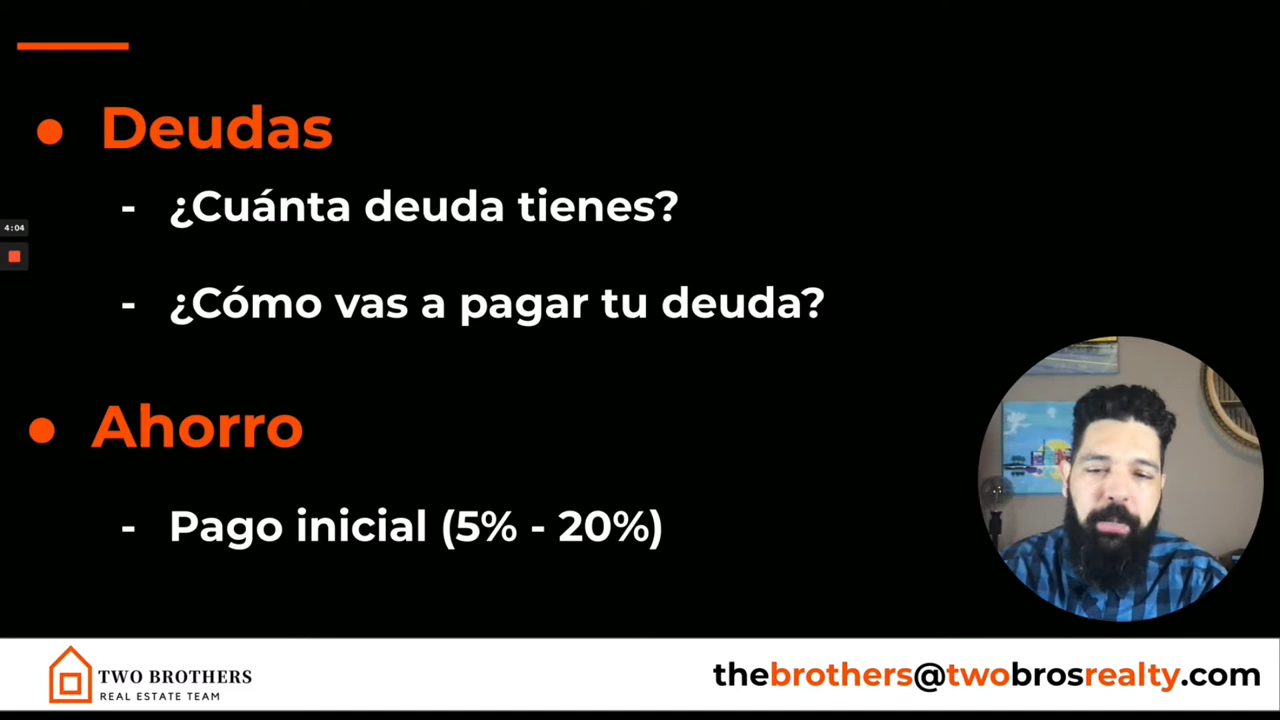 Deudas
- ¿Cuánta deuda tienes?
4:04
- ¿Cómo vas a pagar tu deuda?
Ahorro
- Pago inicial (5% - 20%)
TWO BROTHERS
REAL ESTATE TEAM
thebrothers@twobrosrealty.com